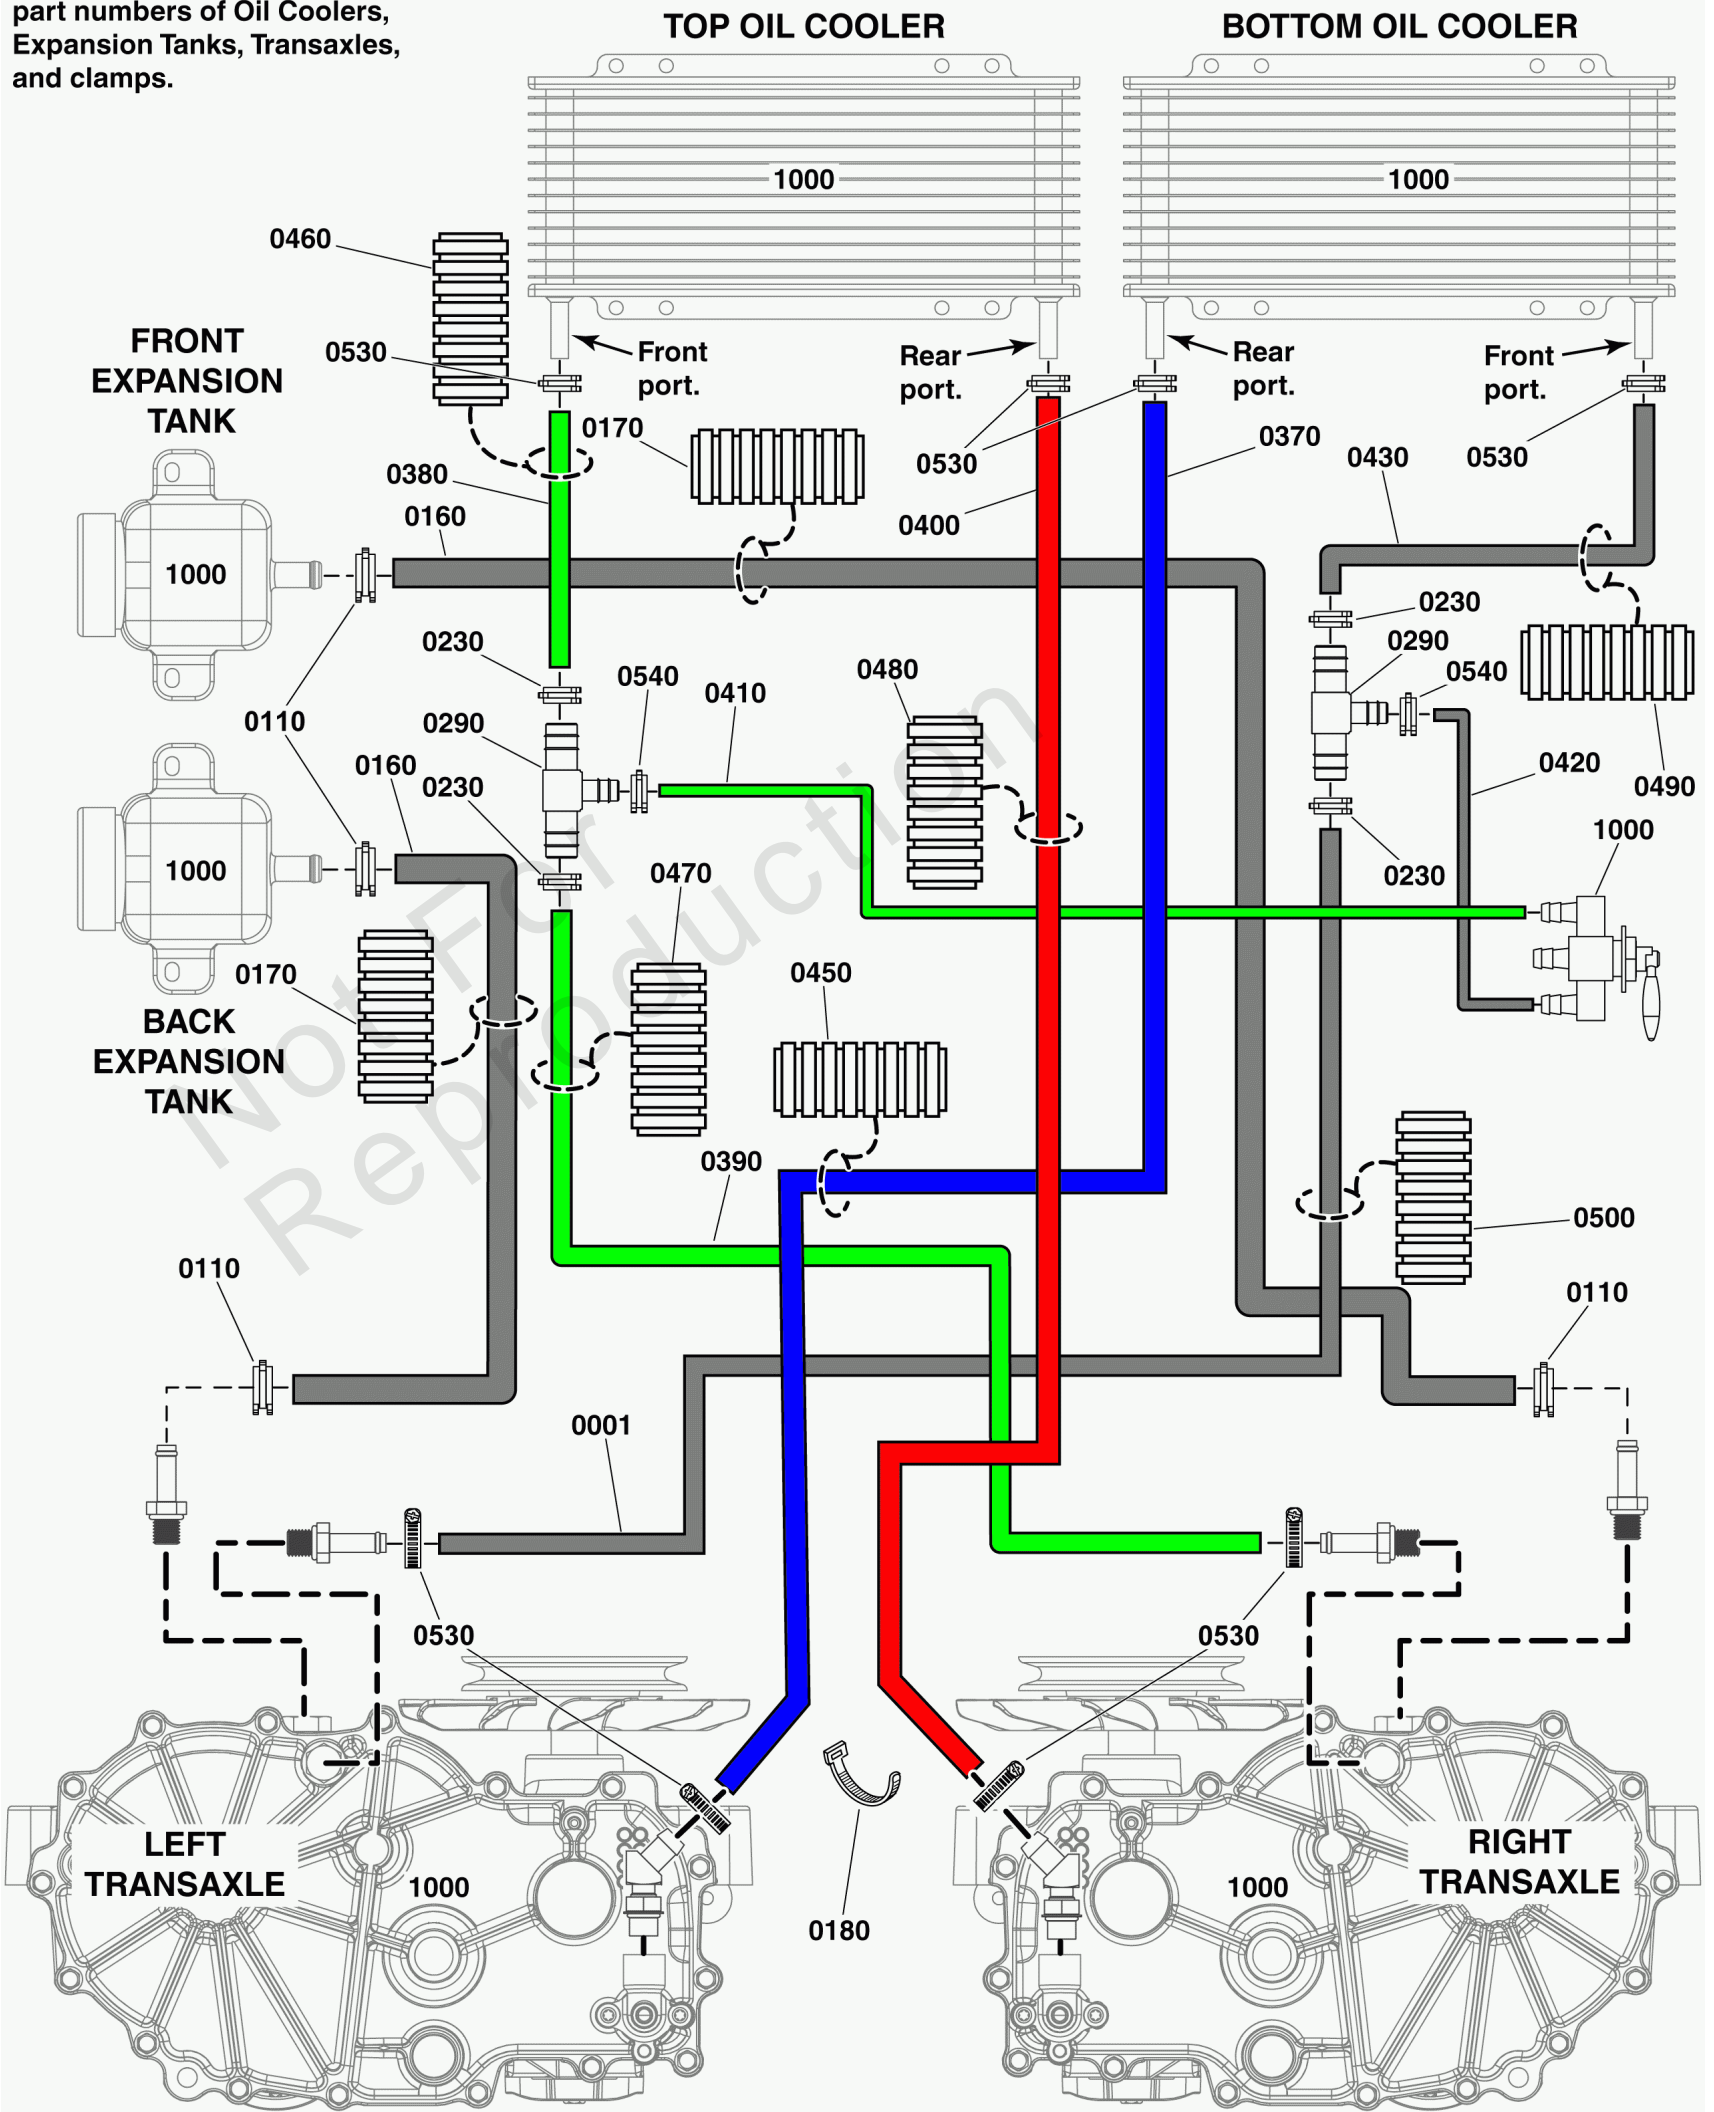 part numbers of Oil Coolers,
Expansion Tanks, Transaxles,
and clamps.
TOP OIL COOLER
BOTTOM OIL COOLER
1000
1000
0460
FRONT
EXPANSION
TANK
0530
Front
port.
Rear
port.
Rear
port.
Front
port.
0170
0380
0160
0530
0400
0370
0430
0530
1000
0230
0540
0410
0480
0230
0290
0540
0490
0110
0290
0160
0230
0420
1000
0470
0230
1000
0170
BACK
EXPANSION
TANK
0450
Not For
Reproduction
0390
0500
0110
0110
0001
0530
0530
LEFT
TRANSAXLE
1000
0180
1000
RIGHT
TRANSAXLE